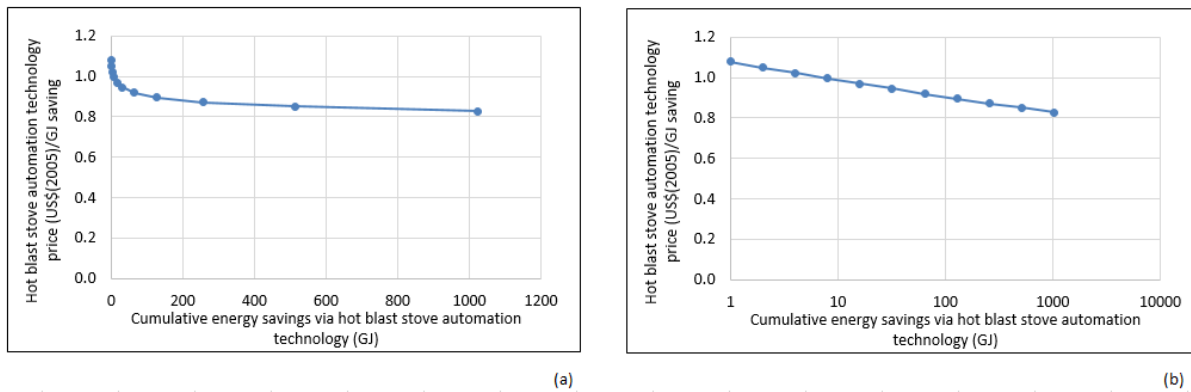 Hot blast stove automation technology
price (US$(2005)/GJ saving
1.2
1.0
0.8
0.6
0.4
0.2
0.0
0 200 400 600 800 1000 1200
Cumulative energy savings via hot blast stove automation
technology (GJ)
(a)
Hot blast stove automation technology
price (US$(2005)/GJ saving
1.2
1.0
0.8
0.6
0.4
0.2
0.0
1 10 100 1000 10000
Cumulative energy savings via hot blast stove automation
technology (GJ)
(b)